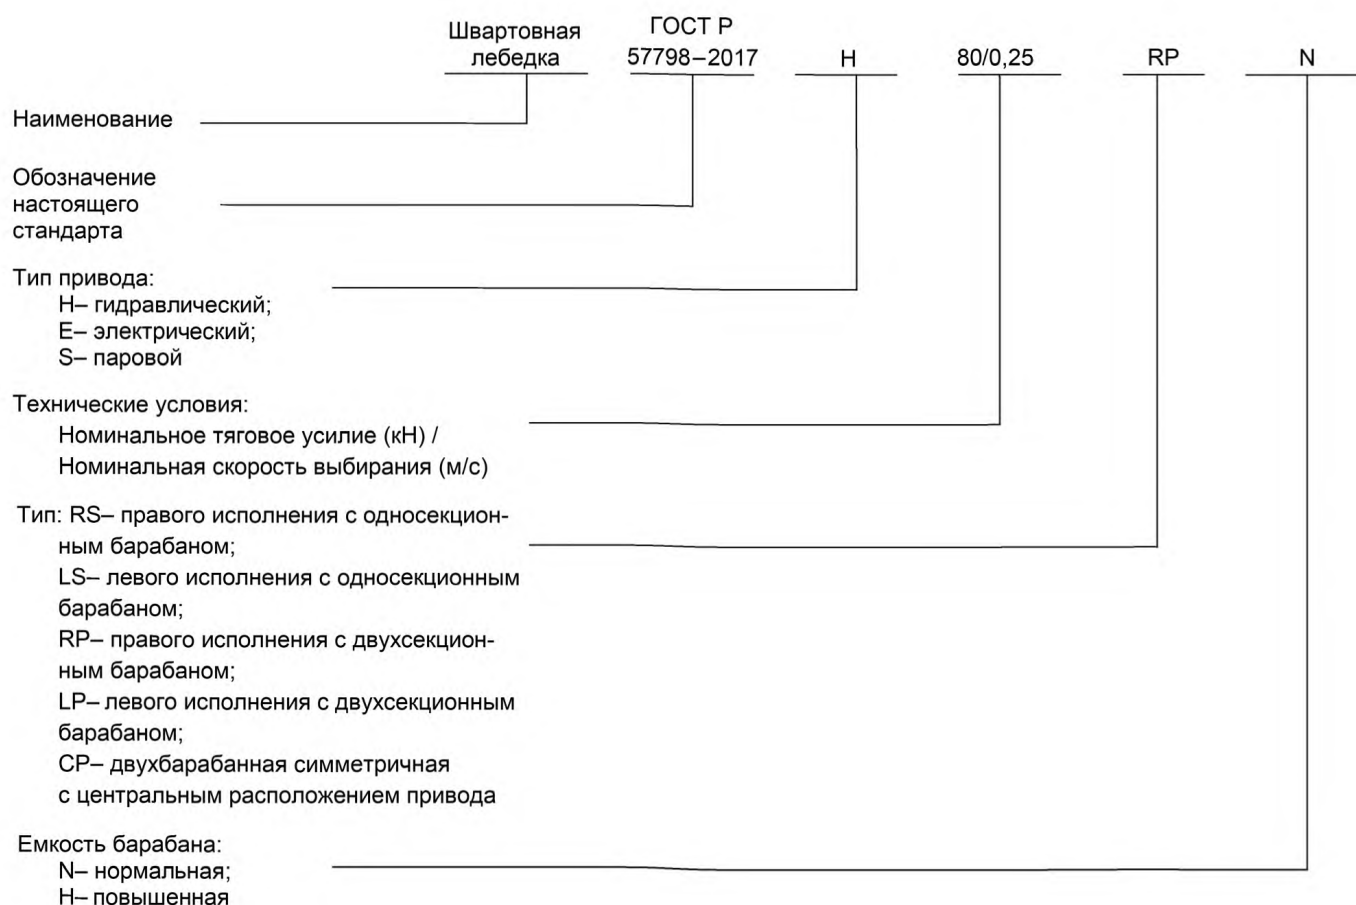 Швартовная
лебедка
ГОСТ Р
57798–2017
Н
80/0,25
RP
N
Наименование
Обозначение
настоящего
стандарта
Тип привода:
Н– гидравлический;
Е– электрический;
S– паровой
Технические условия:
Номинальное тяговое усилие (кН) /
Номинальная скорость выбирания (м/с)
Тип: RS– правого исполнения с односекцион-
ным барабаном;
LS– левого исполнения с односекционным
барабаном;
RP– правого исполнения с двухсекцион-
ным барабаном;
LP– левого исполнения с двухсекционным
барабаном;
СР– двухбарабанная симметричная
с центральным расположением привода
Емкость барабана:
N– нормальная;
Н– повышенная